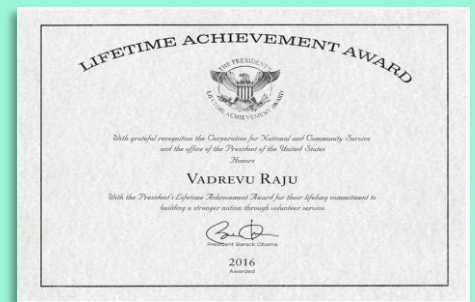 LIFETIME ACHIEVEMENT AWARD
THE PRESIDENT'S
LIFETIME ACHIEVEMENT AWARD
With grateful recognition the Corporation for National and Community Service
and the office of the President of the United States
Honors
VADREVU RAJU
With the President's Lifetime Achievement Award for their lifelong commitment to
building a stronger nation through volunteer service.
President Barack Obama
2016
Awarded